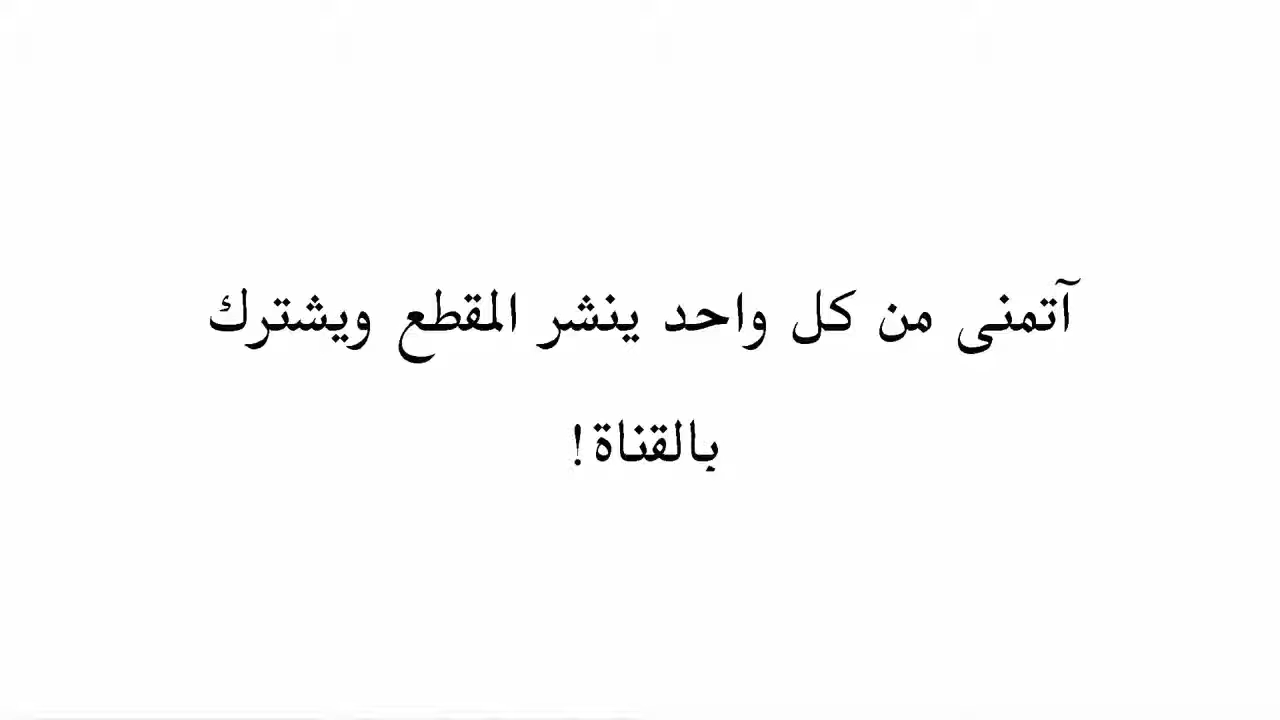 آتمنى من كل واحد ينشر المقطع ويشترك
بالقناة!